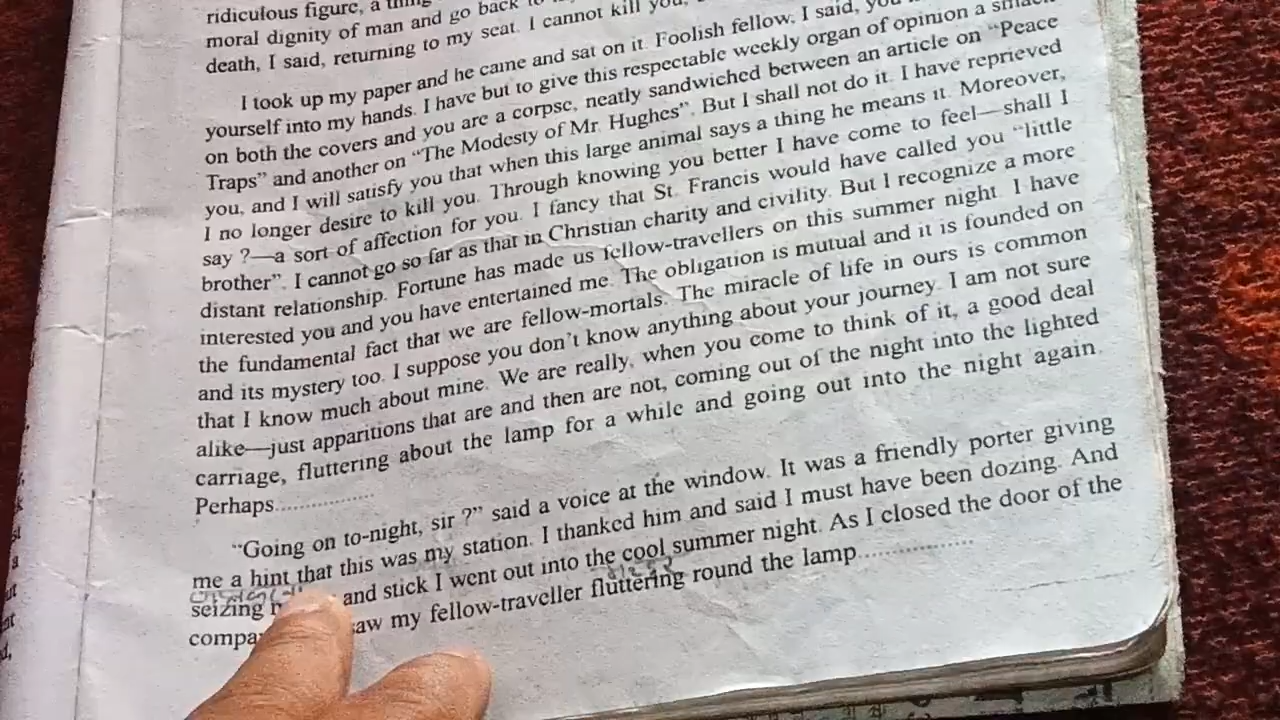 ridiculous figure, a thing
moral dignity of man and go back to
death, I said, returning to my seat. I cannot kill you,
I took up my paper and he came and sat on it. Foolish fellow. I said, you
yourself into my hands. I have but to give this respectable weekly organ of opinion a smack
on both the covers and you are a corpse, neatly sandwiched between an article on "Peace
Traps" and another on "The Modesty of Mr. Hughes". But I shall not do it. I have reprieved
you, and I will satisfy you that when this large animal says a thing he means it. Moreover,
I no longer desire to kill you. Through knowing you better I have come to feel—shall I
say ?—a sort of affection for you. I fancy that St. Francis would have called you "little
brother". I cannot go so far as that in Christian charity and civility. But I recognize a more
distant relationship. Fortune has made us fellow-travellers on this summer night. I have
interested you and you have entertained me. The obligation is mutual and it is founded on
the fundamental fact that we are fellow-mortals. The miracle of life in ours is common
and its mystery too. I suppose you don't know anything about your journey. I am not sure
that I know much about mine. We are really, when you come to think of it, a good deal
alike—just apparitions that are and then are not, coming out of the night into the lighted
carriage, fluttering about the lamp for a while and going out into the night again.
Perhaps..............
"Going on to-night, sir ?" said a voice at the window. It was a friendly porter giving
me a hint that this was my station. I thanked him and said I must have been dozing. And
seizing and stick I went out into the cool summer night. As I closed the door of the
compa aw my fellow-traveller fluttering round the lamp................